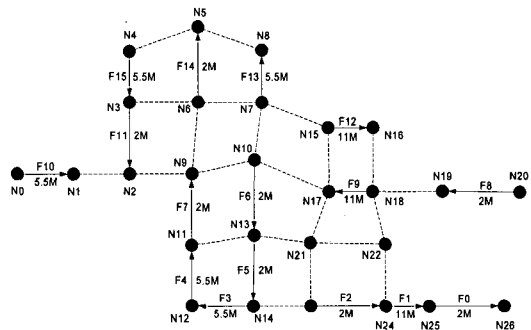 N5
N4 N8
F15 5.5M F14 2M F13 5.5M
N3 N6 N7
F12
N15 N16
11M
F11 2M
N10
N9
F10 N20
N19
F9 F8
N0 5.5M N1 N2 N17 11M N18 2M
F6 2M
F7 2M
N13
N11 N21 N22
F4 5.5M F5 2M
F3 F2 F1 F0
N12 5.5M N14 2M N24 11M N25 2M N28